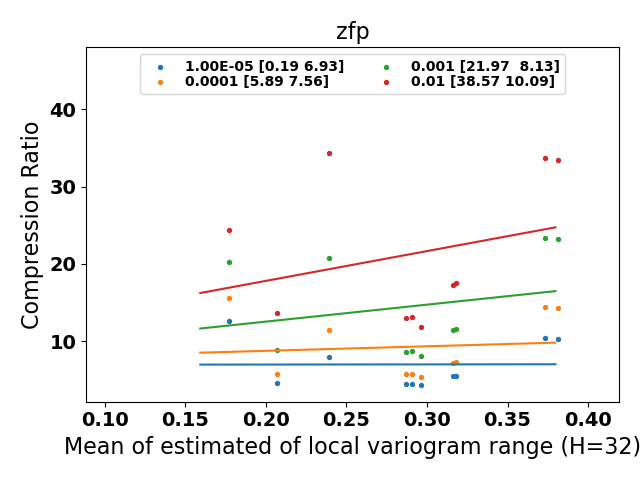 zfp
1.00E-05 [0.19 6.93]
0.0001 [5.89 7.56]
0.001 [21.97  8.13]
0.01 [38.57 10.09]
Compression Ratio
40
30
20
10
0.10 0.15 0.20 0.25 0.30 0.35 0.40
Mean of estimated of local variogram range (H=32)